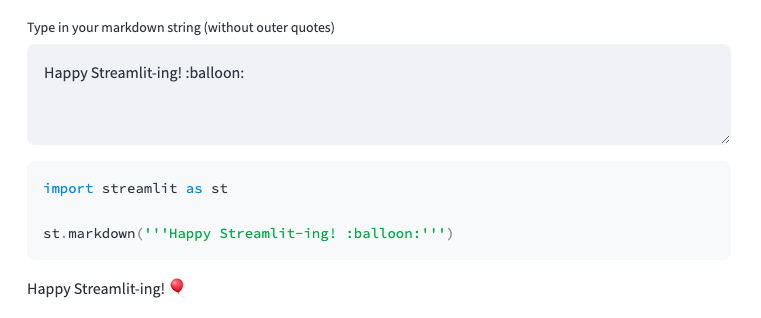 Type in your markdown string (without outer quotes)
Happy Streamlit-ing! :balloon:
import streamlit as st
st.markdown('''Happy Streamlit-ing! :balloon:''')
Happy Streamlit-ing! 🎈